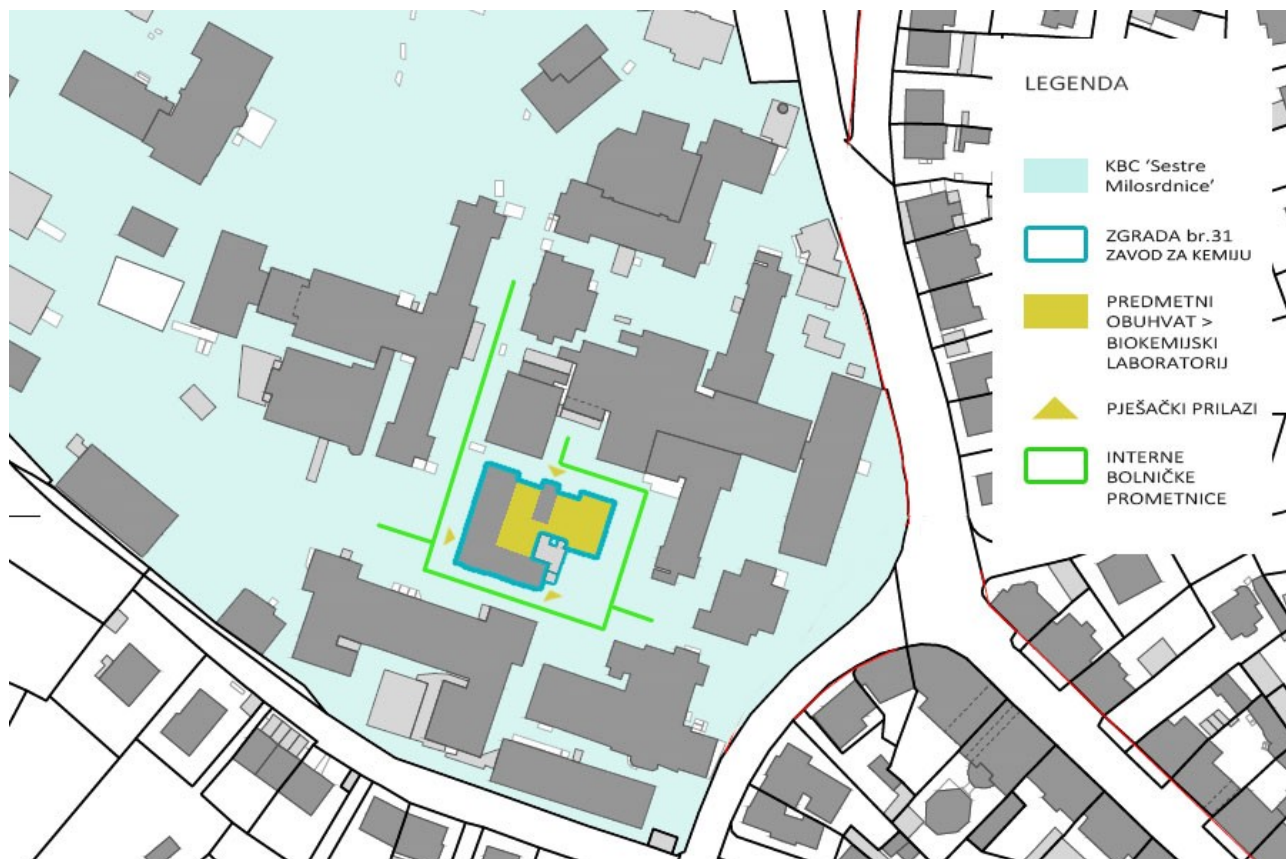 LEGENDA
KBC ‘Sestre
Milosrdnice’
ZGRADA br.31
ZAVOD ZA KEMIJU
PREDMETNI
OBUHVAT >
BIOKEMIJSKI
LABORATORIJ
PJEŠAČKI PRILAZI
INTERNE
BOLNIČKE
PROMETNICE